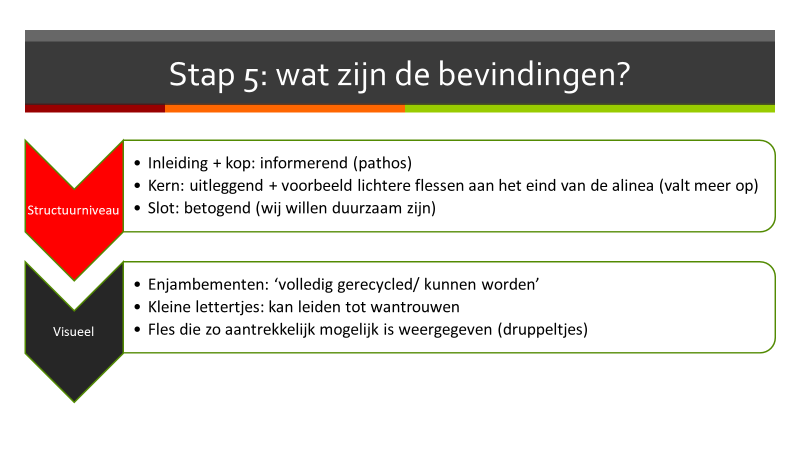 Stap 5: wat zijn de bevindingen?
Structuurniveau
• Inleiding + kop: informerend (pathos)
• Kern: uitleggend + voorbeeld lichtere flessen aan het eind van de alinea (valt meer op)
• Slot: betogend (wij willen duurzaam zijn)
Visueel
• Enjambementen: ‘volledig gerecycled/ kunnen worden’
• Kleine lettertjes: kan leiden tot wantrouwen
• Fles die zo aantrekkelijk mogelijk is weergegeven (druppeltjes)